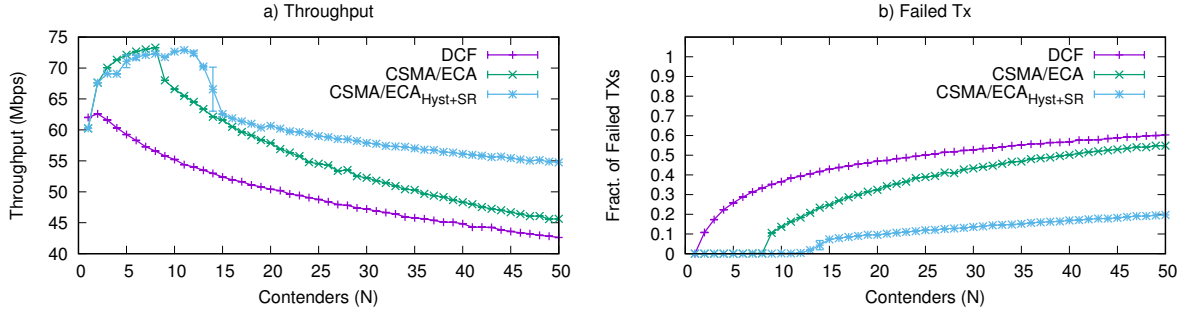 a) Throughput
75
70
65
60
55
50
45
40
0 5 10 15 20 25 30 35 40 45 50
Throughput (Mbps)
Contenders (N)
DCF
CSMA/ECA
CSMA/ECA_Hyst+SR
b) Failed Tx
1
0.9
0.8
0.7
0.6
0.5
0.4
0.3
0.2
0.1
0
0 5 10 15 20 25 30 35 40 45 50
Fract. of Failed TXs
Contenders (N)
DCF
CSMA/ECA
CSMA/ECA_Hyst+SR